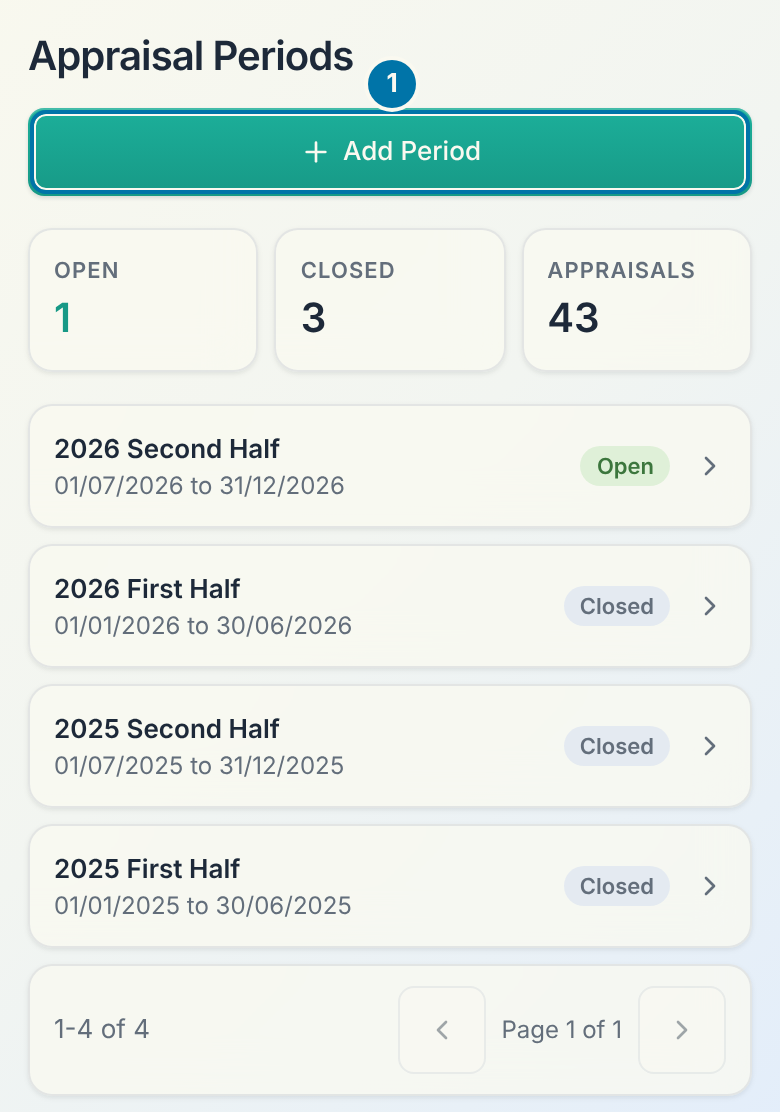 Appraisal Periods
1
+ Add Period
OPEN
1
CLOSED
3
APPRAISALS
43
2026 Second Half
01/07/2026 to 31/12/2026
Open
2026 First Half
01/01/2026 to 30/06/2026
Closed
2025 Second Half
01/07/2025 to 31/12/2025
Closed
2025 First Half
01/01/2025 to 30/06/2025
Closed
1-4 of 4
Page 1 of 1